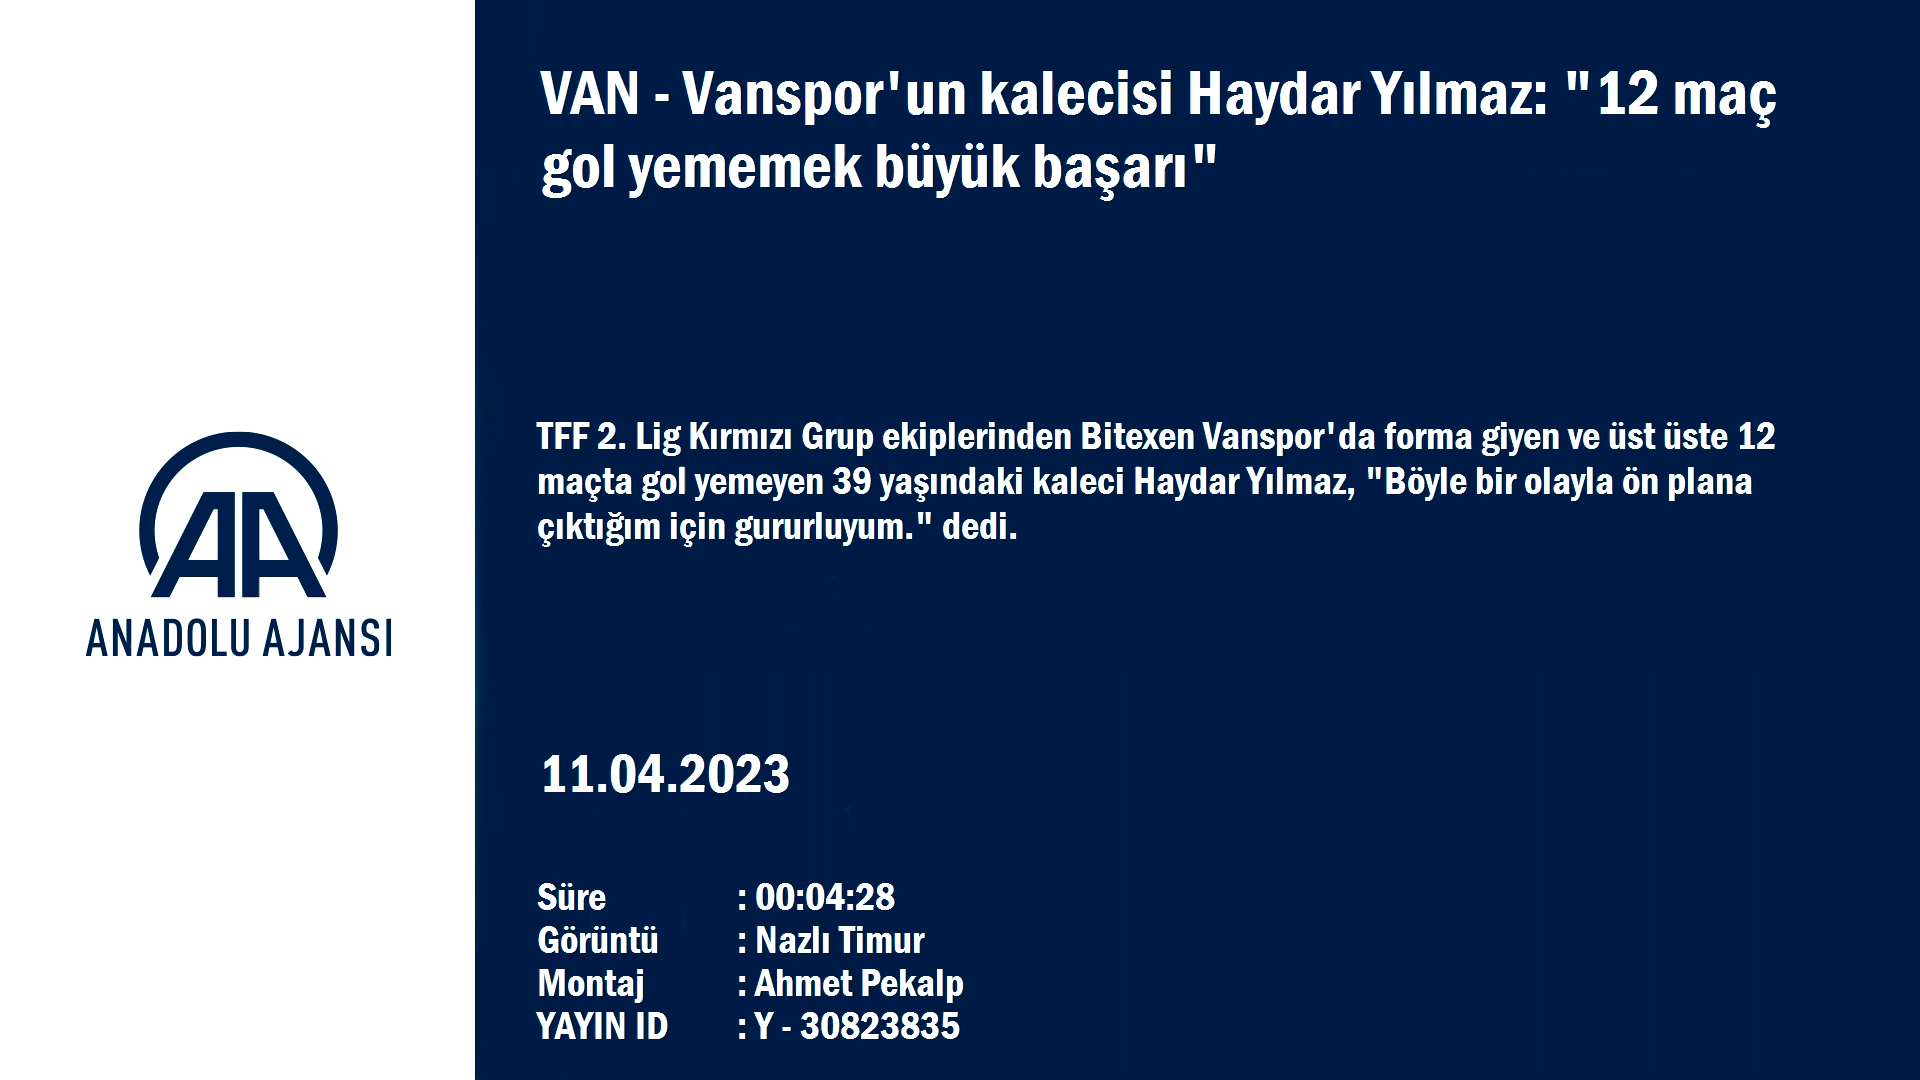 VAN - Vanspor'un kalecisi Haydar Yılmaz: "12 maç
gol yememek büyük başarı"
TFF 2. Lig Kırmızı Grup ekiplerinden Bitexen Vanspor'da forma giyen ve üst üste 12
maçta gol yemeyen 39 yaşındaki kaleci Haydar Yılmaz, "Böyle bir olayla ön plana
çıktığım için gururluyum." dedi.
AA
ANADOLU AJANSI
11.04.2023
Süre : 00:04:28
Görüntü : Nazlı Timur
Montaj : Ahmet Pekalp
YAYIN ID : Y - 30823835